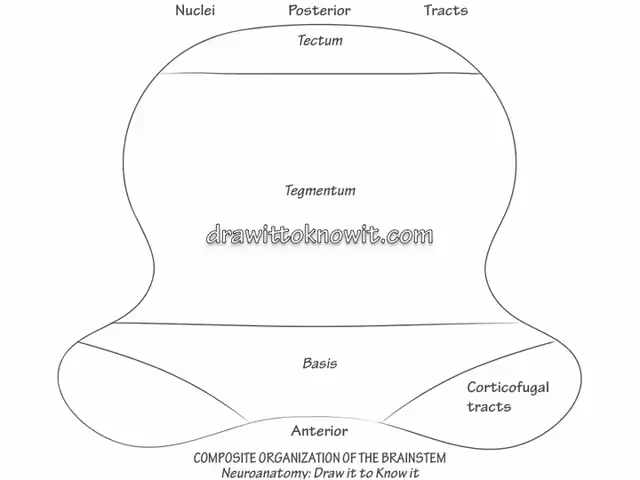 Nuclei Posterior Tracts
Tectum
Tegmentum
drawittoknowit.com
Basis
Corticofugal
tracts
Anterior
COMPOSITE ORGANIZATION OF THE BRAINSTEM
Neuroanatomy: Draw it to Know it